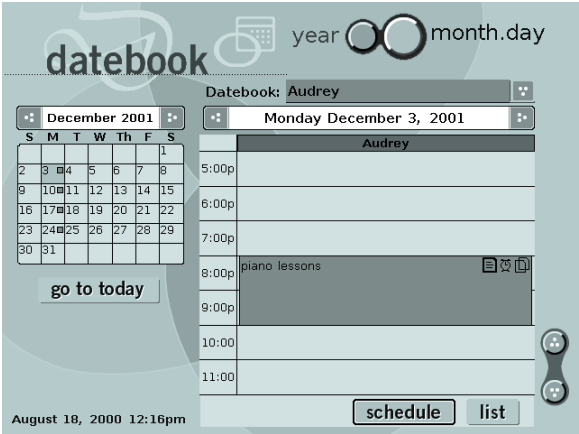 year month.day
datebook
Datebook: Audrey
December 2001
Monday December 3, 2001
S M T W Th F S
Audrey
1
2 3 4 5 6 7 8
9 10 11 12 13 14 15
16 17 18 19 20 21 22
23 24 25 26 27 28 29
30 31
go to today
5:00p
6:00p
7:00p
8:00p piano lessons
9:00p
10:00
11:00
schedule list
August 18, 2000 12:16pm